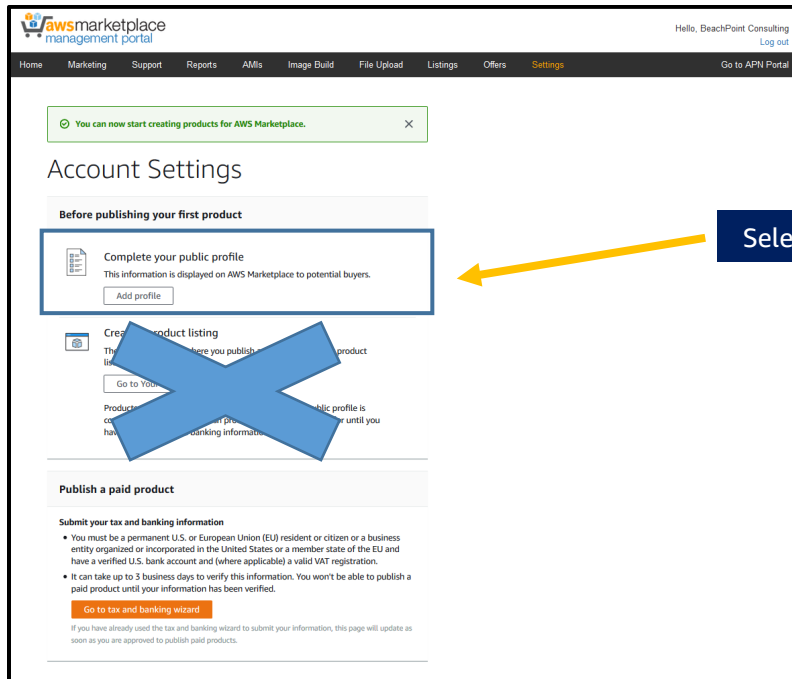 awsmarketplace
management portal
Hello, BeachPoint Consulting
Log out
Home Marketing Support Reports AMIs Image Build File Upload Listings Offers Settings Go to APN Portal
You can now start creating products for AWS Marketplace.
Account Settings
Before publishing your first product
Complete your public profile
This information is displayed on AWS Marketplace to potential buyers.
Add profile
Sele
product listing
here you publish product
Go to
Product blic profile is
until you
banking
Publish a paid product
Submit your tax and banking information
• You must be a permanent U.S. or European Union (EU) resident or citizen or a business
entity organized or incorporated in the United States or a member state of the EU and
have a verified U.S. bank account and (where applicable) a valid VAT registration.
• It can take up to 3 business days to verify this information. You won't be able to publish a
paid product until your information has been verified.
Go to tax and banking wizard
If you have already used the tax and banking wizard to submit your information, this page will update as
soon as you are approved to publish paid products.